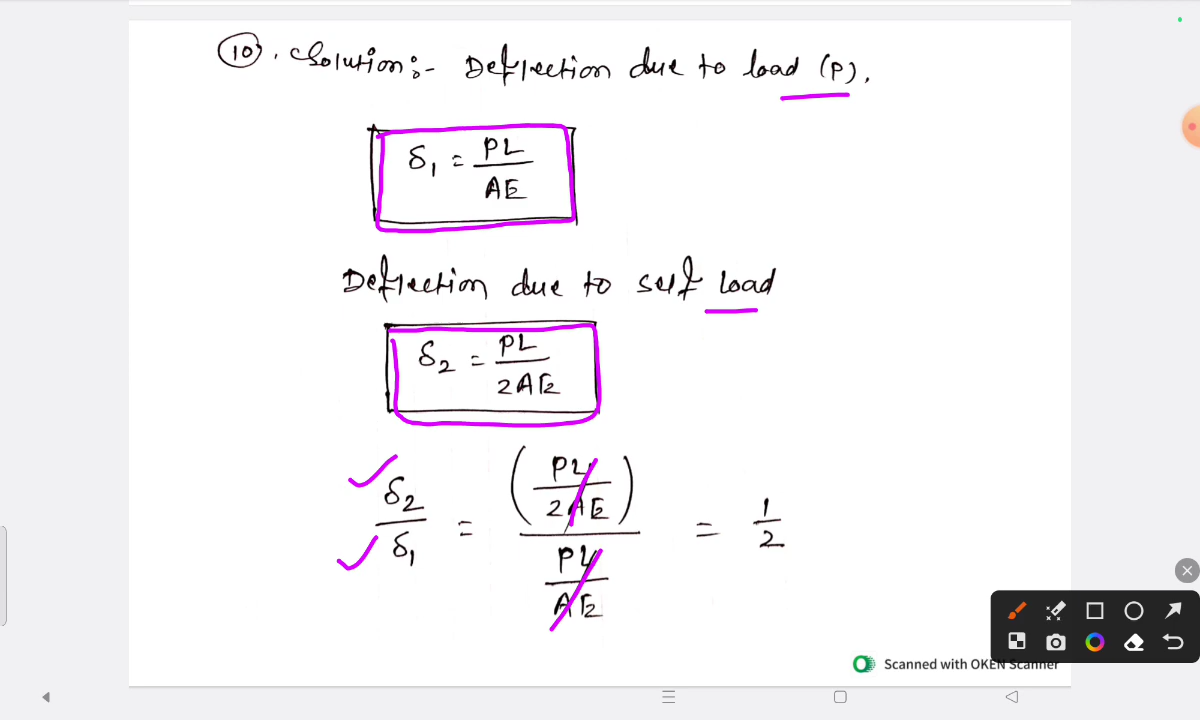 10. Solution:- Deflection due to load (P).
δ₁ = PL/AE
Deflection due to self load
δ₂ = PL/2AE
δ₂/δ₁ = (PL/2AE) / (PL/AE) = 1/2
Scanned with OKEN Scanner